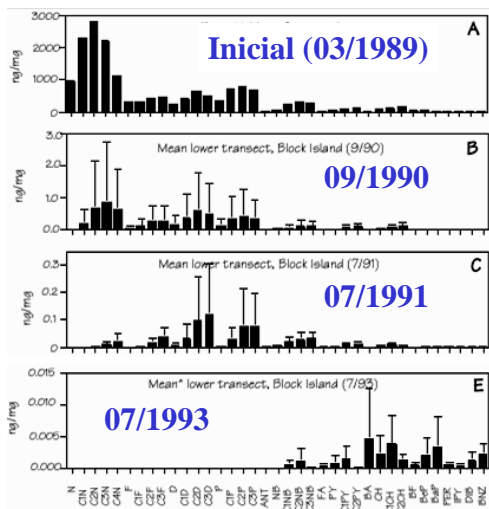 3000
A
Inicial (03/1989)
ng/mg
1000
0
3.0
Mean lower transect, Block Island (9/90)
B
2.0
09/1990
ng/mg
1.0
0.0
0.3
Mean lower transect, Block Island (7/91)
C
0.2
07/1991
ng/mg
0.1
0
0.015
Mean* lower transect, Block Island (7/93)
E
0.010
07/1993
ng/mg
0.005
0.000
N C1N C2N C3N C4N F C1F C2F C3F D C1D C2D C3D P C1P C2P C3P ANT NB C1NB C2NB C3NB FA PY C1PY C2PY BA CH C1CH C2CH BF BeP BaP PER IPY DIB BNZ